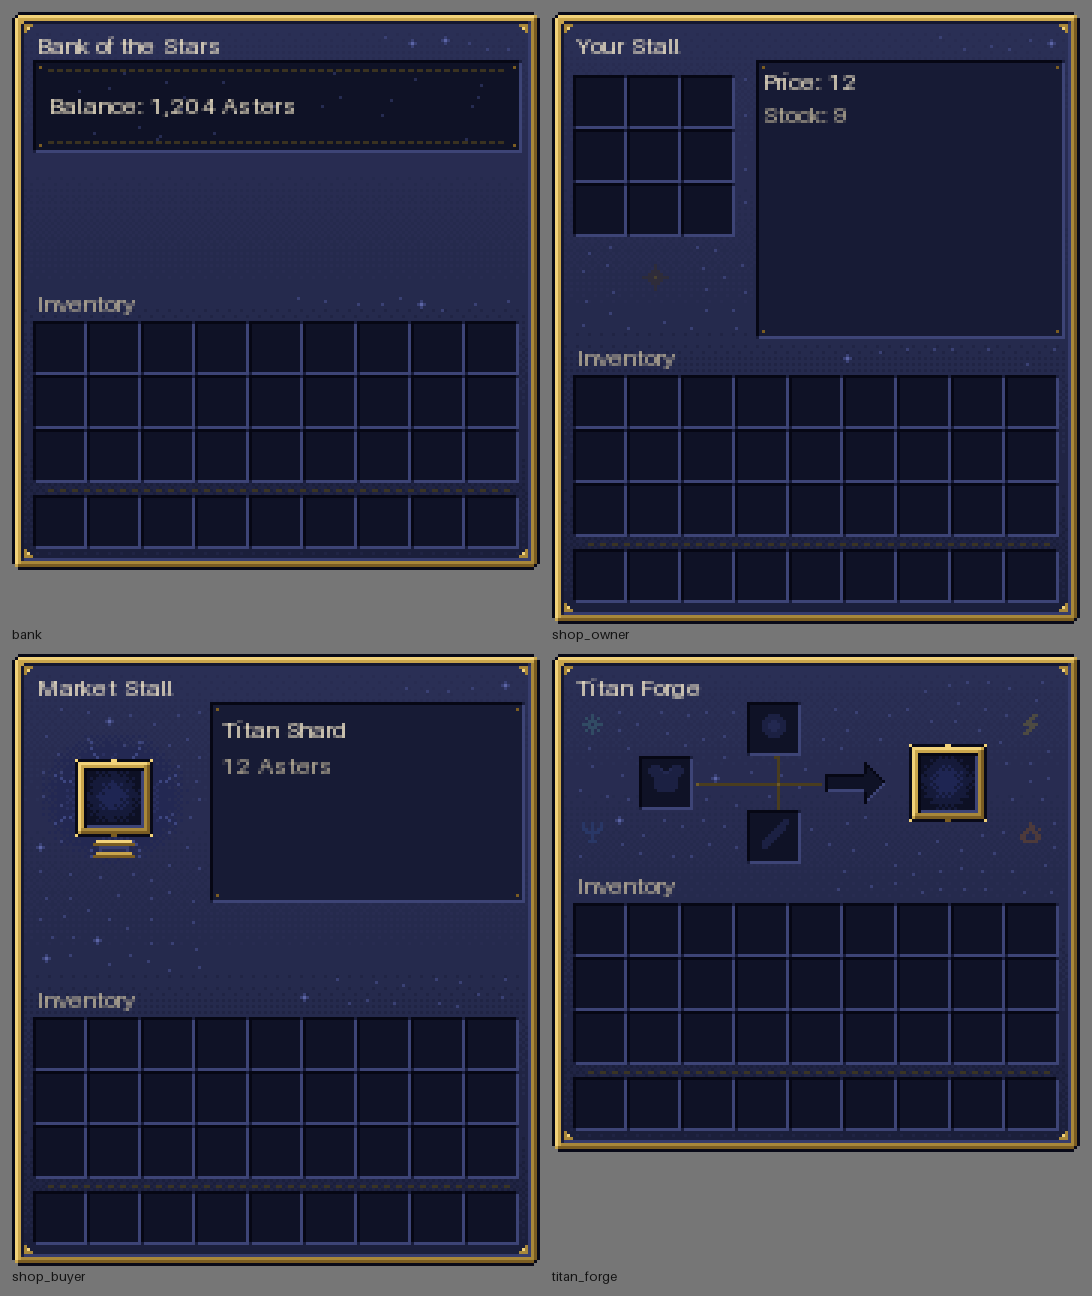 Bank of the Stars
Balance: 1,204 Asters
Inventory
bank
Your Stall
Price: 12
Stock: 9
Inventory
shop_owner
Market Stall
Titan Shard
12 Asters
Inventory
shop_buyer
Titan Forge
Inventory
titan_forge